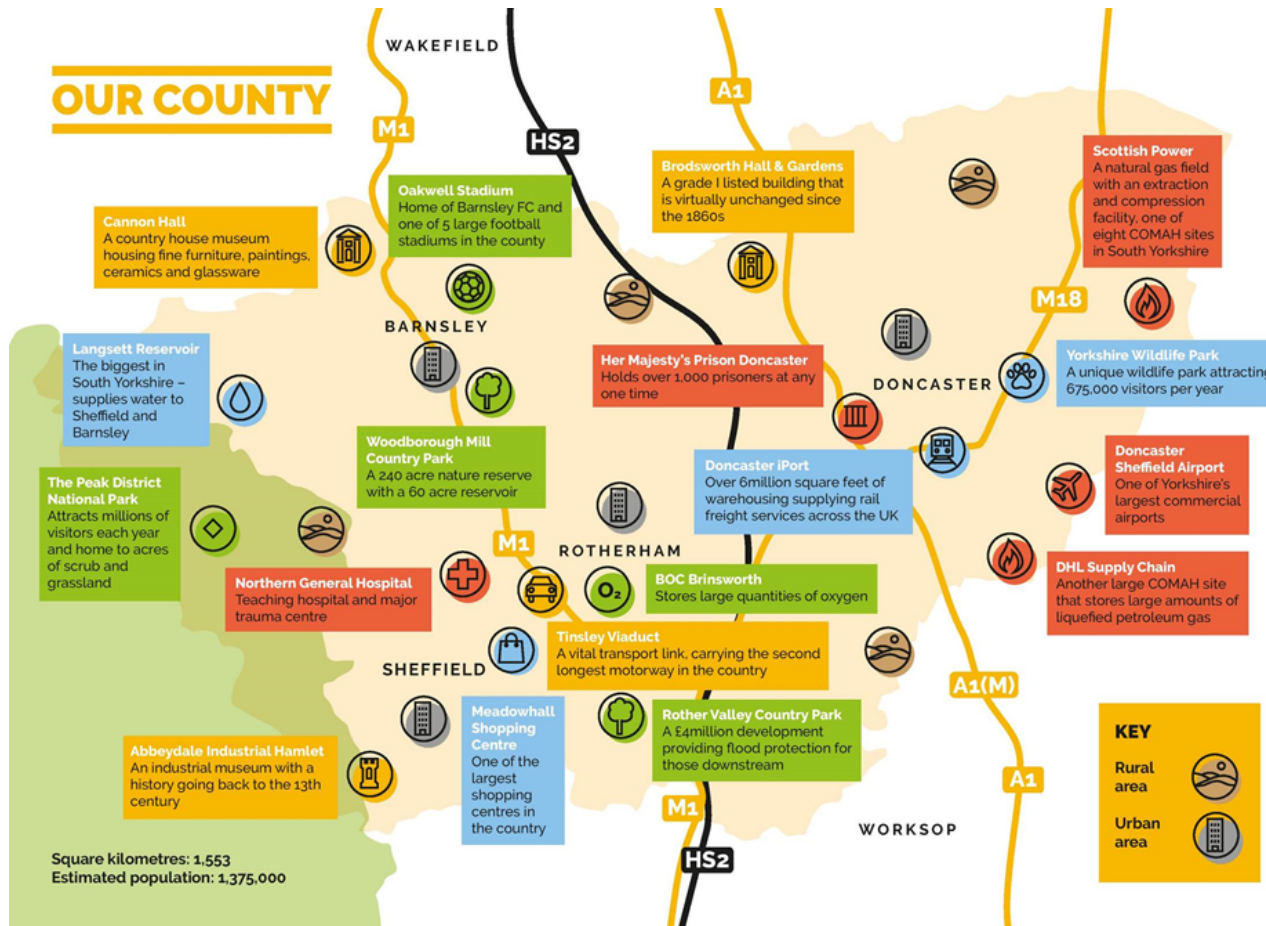 WAKEFIELD
OUR COUNTY
A1
M1
HS2
Scottish Power
A natural gas field
with an extraction
and compression
facility, one of
eight COMAH sites
in South Yorkshire
Brodsworth Hall & Gardens
A grade I listed building that
is virtually unchanged since
the 1860s
Oakwell Stadium
Home of Barnsley FC and
one of 5 large football
stadiums in the county
Cannon Hall
A country house museum
housing fine furniture, paintings,
ceramics and glassware
M18
BARNSLEY
Langsett Reservoir
The biggest in
South Yorkshire –
supplies water to
Sheffield and
Barnsley
Her Majesty's Prison Doncaster
Holds over 1,000 prisoners at any
one time
DONCASTER
Yorkshire Wildlife Park
A unique wildlife park attracting
675,000 visitors per year
Woodborough Mill
Country Park
A 240 acre nature reserve
with a 60 acre reservoir
Doncaster iPort
Over 6million square feet of
warehousing supplying rail
freight services across the UK
Doncaster
Sheffield Airport
One of Yorkshire's
largest commercial
airports
The Peak District
National Park
Attracts millions of
visitors each year
and home to acres
of scrub and
grassland
M1
ROTHERHAM
Northern General Hospital
Teaching hospital and major
trauma centre
O₂
BOC Brinsworth
Stores large quantities of oxygen
DHL Supply Chain
Another large COMAH site
that stores large amounts of
liquefied petroleum gas
Tinsley Viaduct
A vital transport link, carrying the second
longest motorway in the country
SHEFFIELD
A1(M)
Meadowhall
Shopping
Centre
One of the
largest
shopping
centres in
the country
Rother Valley Country Park
A £4million development
providing flood protection for
those downstream
Abbeydale Industrial Hamlet
An industrial museum with a
history going back to the 13th
century
KEY
Rural
area
Urban
area
A1
M1
WORKSOP
HS2
Square kilometres: 1,553
Estimated population: 1,375,000